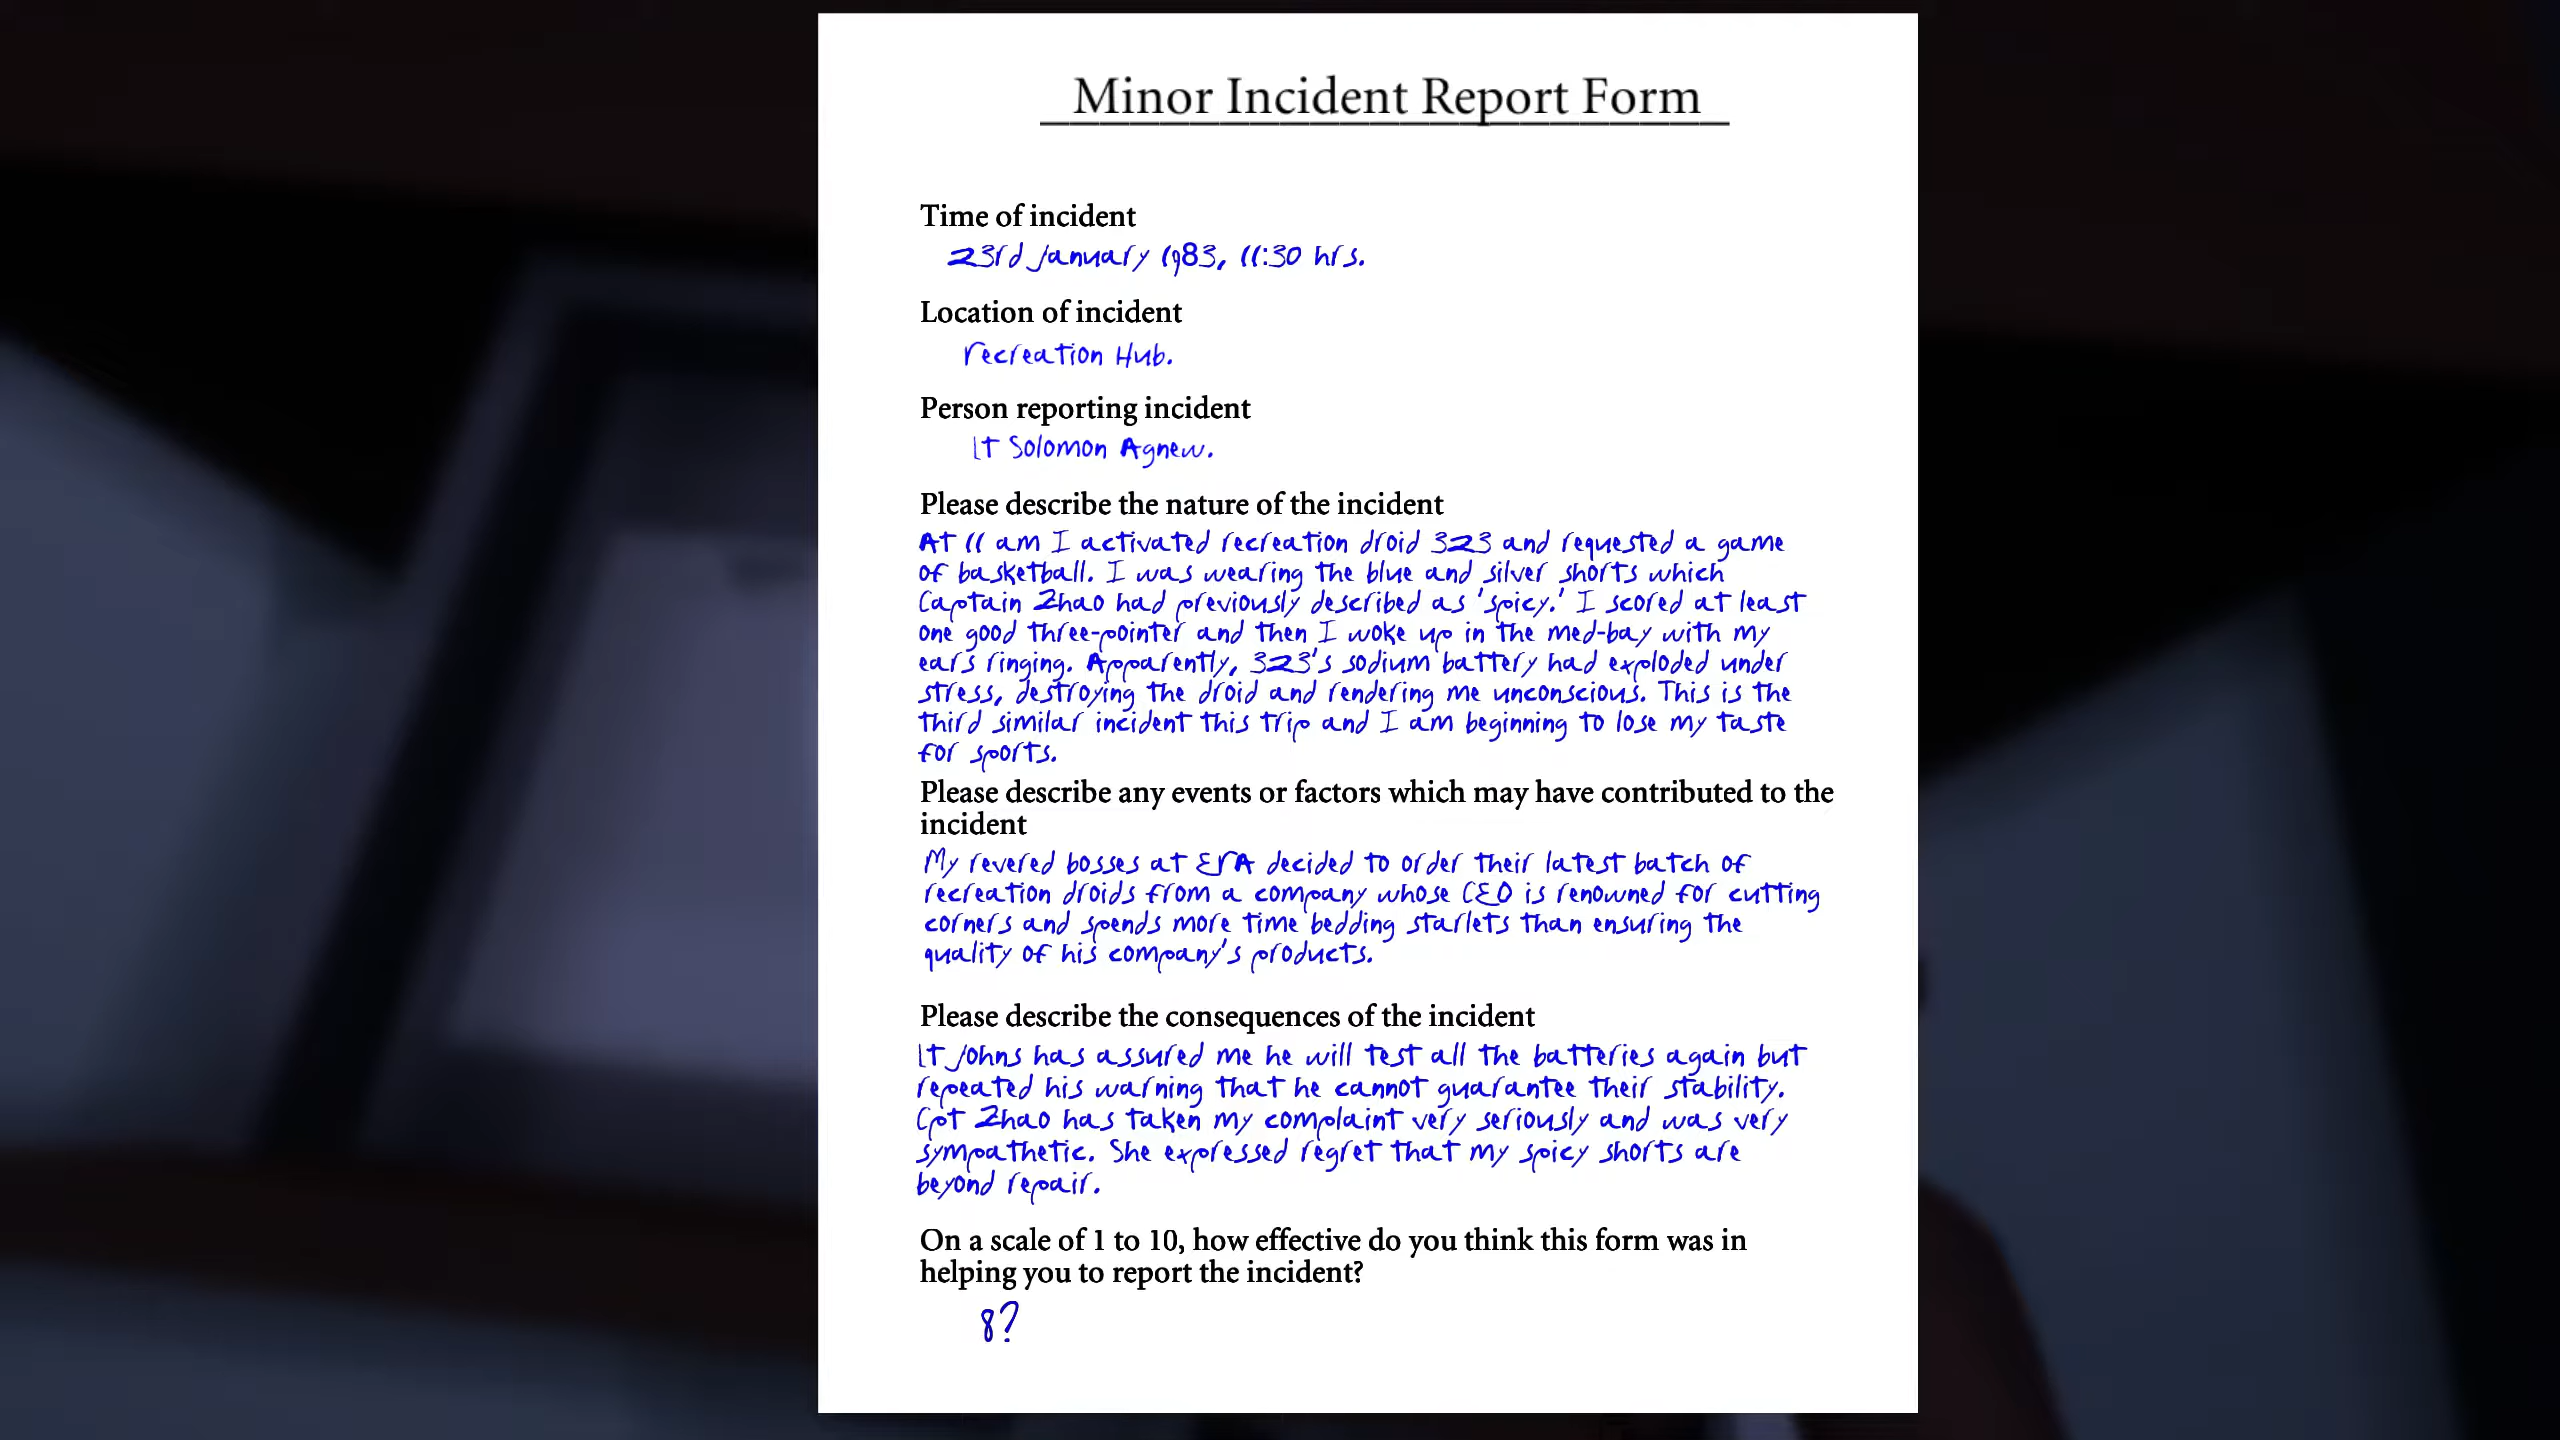 Minor Incident Report Form
Time of incident
23rd January 1983, 11:30 hrs.
Location of incident
Recreation Hub.
Person reporting incident
Lt Solomon Agnew.
Please describe the nature of the incident
At 11 am I activated recreation droid 323 and requested a game
of basketball. I was wearing the blue and silver shorts which
Captain Zhao had previously described as 'spicy.' I scored at least
one good three-pointer and then I woke up in the med-bay with my
ears ringing. Apparently, 323's sodium battery had exploded under
stress, destroying the droid and rendering me unconscious. This is the
third similar incident this trip and I am beginning to lose my taste
for sports.
Please describe any events or factors which may have contributed to the
incident
My revered bosses at ERA decided to order their latest batch of
recreation droids from a company whose CEO is renowned for cutting
corners and spends more time bedding starlets than ensuring the
quality of his company's products.
Please describe the consequences of the incident
Lt Johns has assured me he will test all the batteries again but
repeated his warning that he cannot guarantee their stability.
Cpt Zhao has taken my complaint very seriously and was very
sympathetic. She expressed regret that my spicy shorts are
beyond repair.
On a scale of 1 to 10, how effective do you think this form was in
helping you to report the incident?
8?